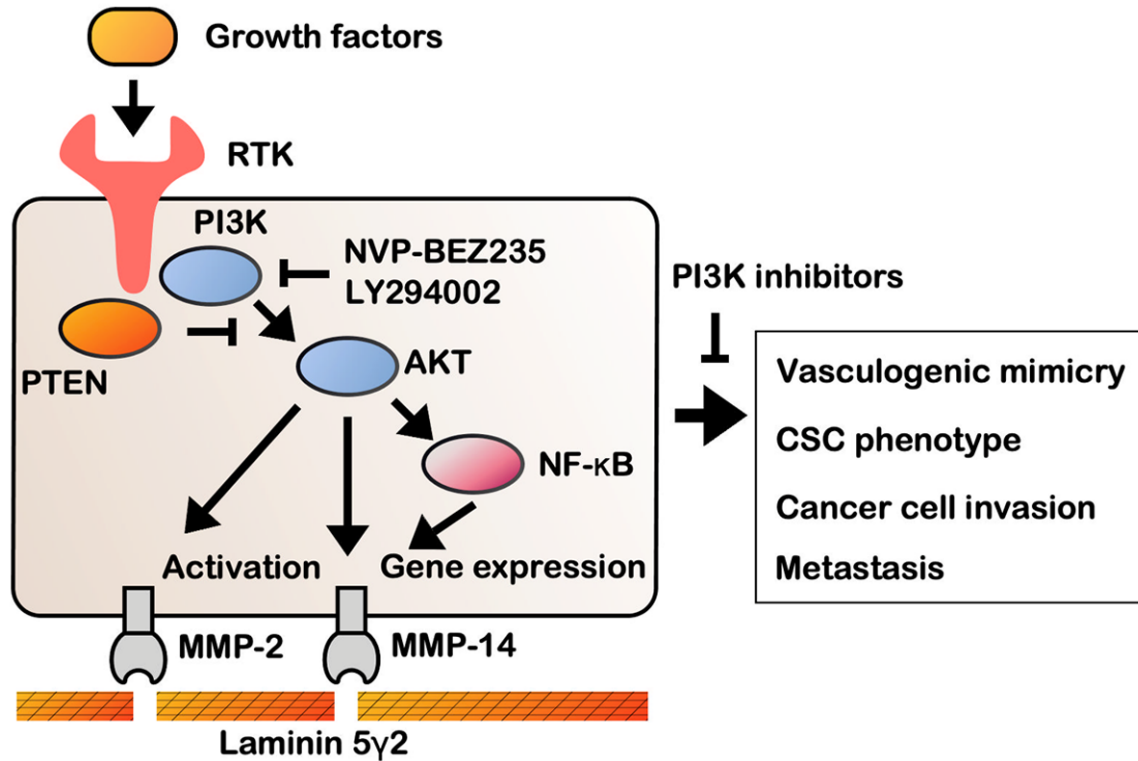 Growth factors
RTK
PI3K
NVP-BEZ235
LY294002
PI3K inhibitors
PTEN
AKT
Vasculogenic mimicry
CSC phenotype
NF-κB
Cancer cell invasion
Activation
Gene expression
Metastasis
MMP-2
MMP-14
Laminin 5γ2